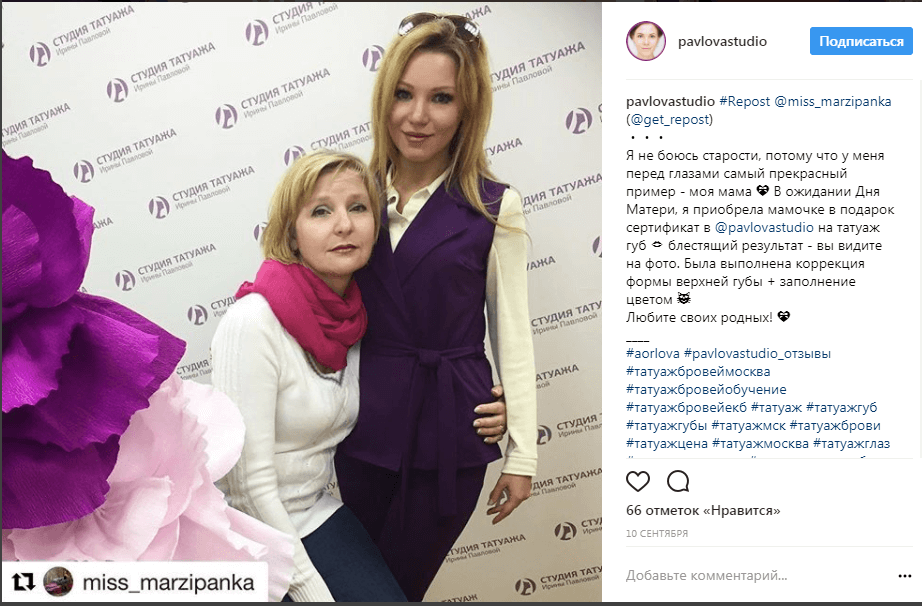 СТУДИЯ ТАТУАЖА
Ирины Павловой
miss_marzipanka
pavlovastudio
Подписаться
pavlovastudio #Repost @miss_marzipanka
(@get_repost)
・・・
Я не боюсь старости, потому что у меня
перед глазами самый прекрасный
пример - моя мама 💖 В ожидании Дня
Матери, я приобрела мамочке в подарок
сертификат в @pavlovastudio на татуаж
губ 💋 блестящий результат - вы видите
на фото. Была выполнена коррекция
формы верхней губы + заполнение
цветом 😻
Любите своих родных! 💖
____
#aorlova #pavlovastudio_отзывы
#татуажбровеймосква
#татуажбровейобучение
#татуажбровейекб #татуаж #татуажгуб
#татуажгубы #татуажмск #татуажброви
#татуажцена #татуажмосква #татуажглаз
66 отметок «Нравится»
10 СЕНТЯБРЯ
Добавьте комментарий...